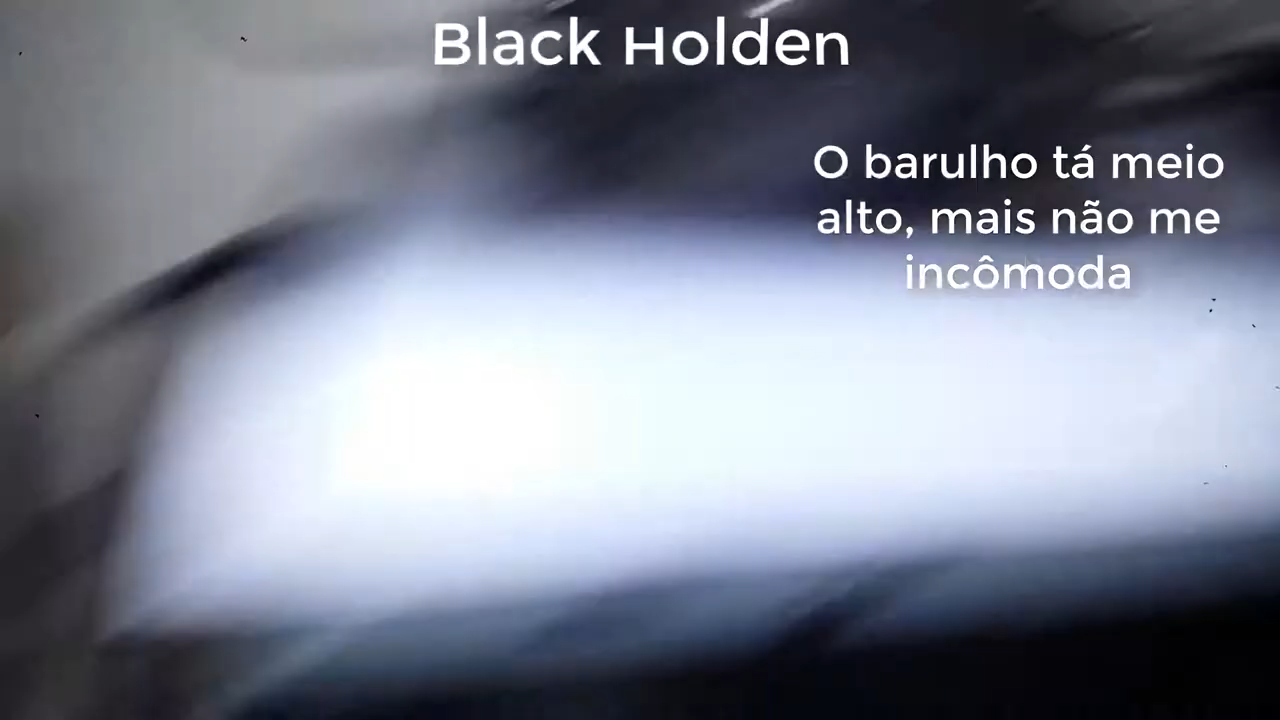 Black Holden
O barulho tá meio
alto, mais não me
incômoda